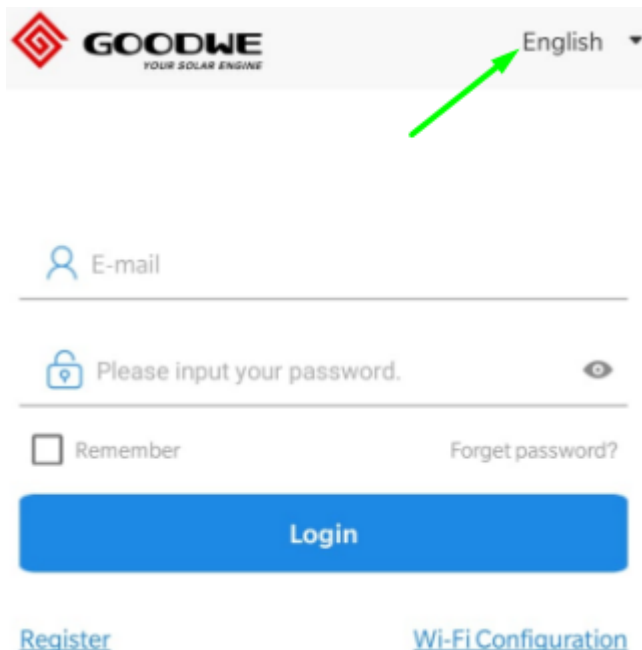 GOODWE
YOUR SOLAR ENGINE
English
E-mail
Please input your password.
Remember
Forget password?
Login
Register
Wi-Fi Configuration